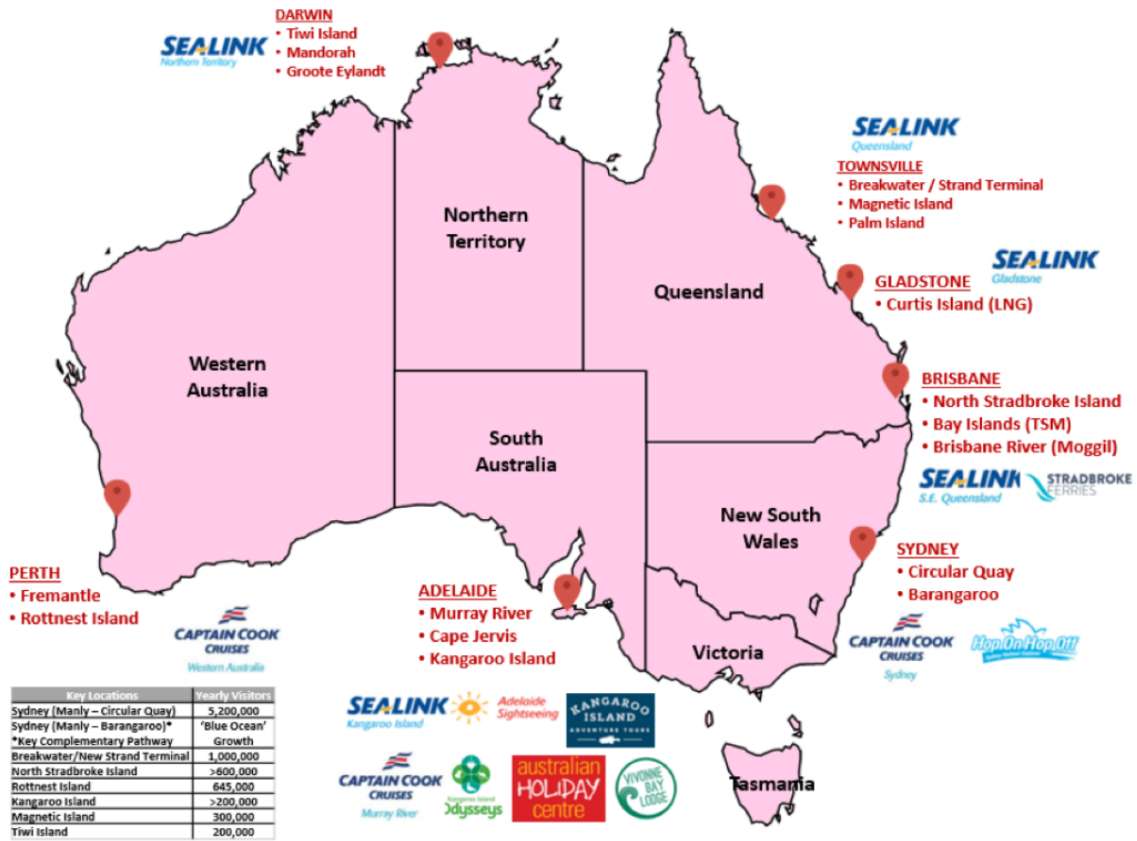 DARWIN
• Tiwi Island
• Mandorah
• Groote Eylandt
SEALINK
Northern Territory
SEALINK
Queensland
TOWNSVILLE
• Breakwater / Strand Terminal
• Magnetic Island
• Palm Island
Northern
Territory
SEALINK
Gladstone
GLADSTONE
• Curtis Island (LNG)
Queensland
Western
Australia
BRISBANE
• North Stradbroke Island
• Bay Islands (TSM)
• Brisbane River (Moggil)
South
Australia
SEALINK
S.E. Queensland
STRADBROKE
FERRIES
New South
Wales
SYDNEY
• Circular Quay
• Barangaroo
PERTH
• Fremantle
• Rottnest Island
ADELAIDE
• Murray River
• Cape Jervis
• Kangaroo Island
CAPTAIN COOK
CRUISES
Western Australia
Victoria
CAPTAIN COOK
CRUISES
Sydney
Hop On Hop Off
Key Locations Yearly Visitors
Sydney (Manly – Circular Quay) 5,200,000
Sydney (Manly – Barangaroo)* 'Blue Ocean'
*Key Complementary Pathway Growth
Breakwater/New Strand Terminal 1,000,000
North Stradbroke Island >600,000
Rottnest Island 645,000
Kangaroo Island >200,000
Magnetic Island 300,000
Tiwi Island 200,000
SEALINK
Kangaroo Island
Adelaide
Sightseeing
KANGAROO
ISLAND
ADVENTURE TOURS
CAPTAIN COOK
CRUISES
Murray River
Kangaroo Island
Odysseys
australian
HOLIDAY
centre
VIVONNE
BAY
LODGE
Tasmania